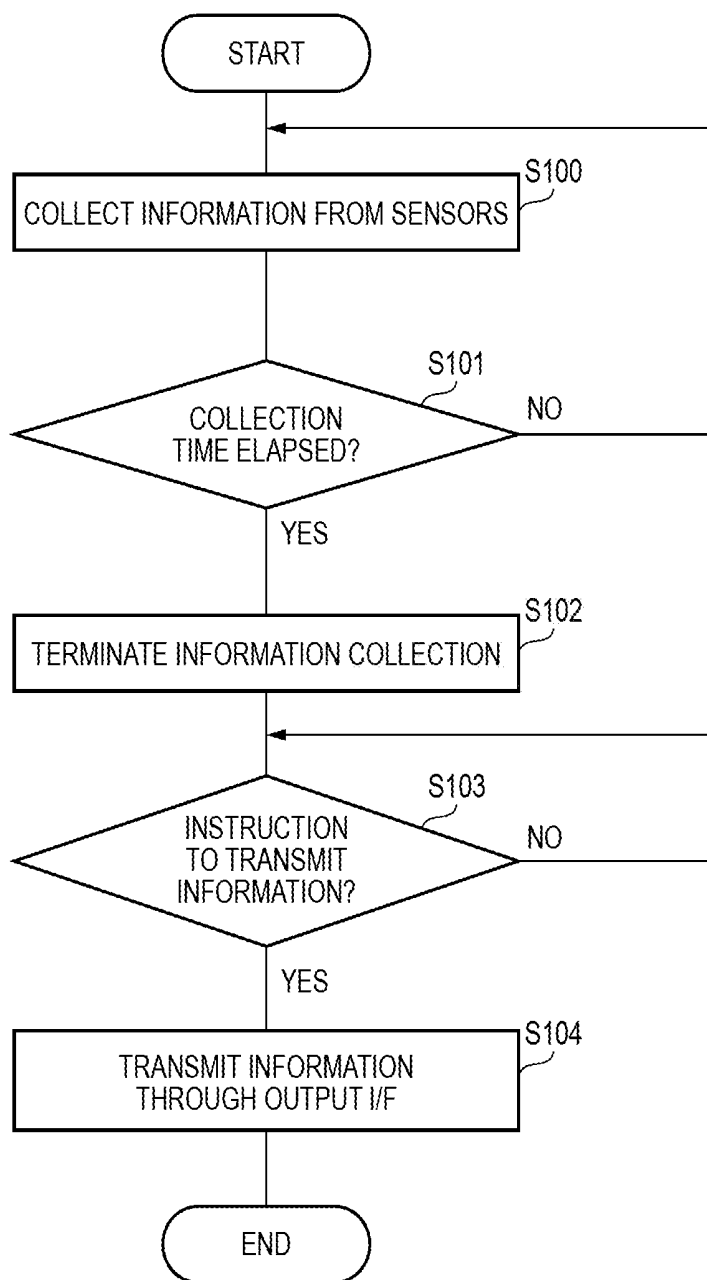 START
S100
COLLECT INFORMATION FROM SENSORS
S101
COLLECTION
TIME ELAPSED?
NO
YES
S102
TERMINATE INFORMATION COLLECTION
S103
INSTRUCTION
TO TRANSMIT
INFORMATION?
NO
YES
S104
TRANSMIT INFORMATION
THROUGH OUTPUT I/F
END